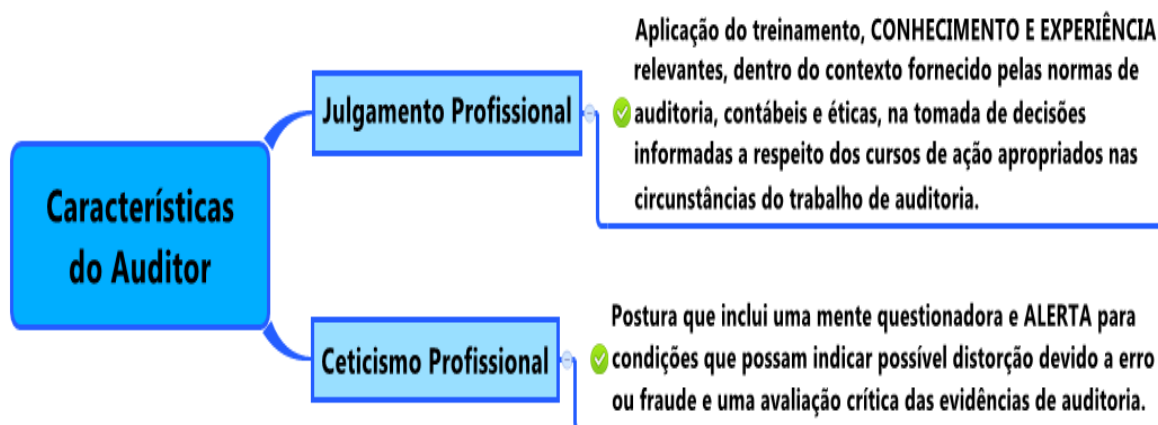 Características
do Auditor
Julgamento Profissional
Aplicação do treinamento, CONHECIMENTO E EXPERIÊNCIA
relevantes, dentro do contexto fornecido pelas normas de
auditoria, contábeis e éticas, na tomada de decisões
informadas a respeito dos cursos de ação apropriados nas
circunstâncias do trabalho de auditoria.
Ceticismo Profissional
Postura que inclui uma mente questionadora e ALERTA para
condições que possam indicar possível distorção devido a erro
ou fraude e uma avaliação crítica das evidências de auditoria.